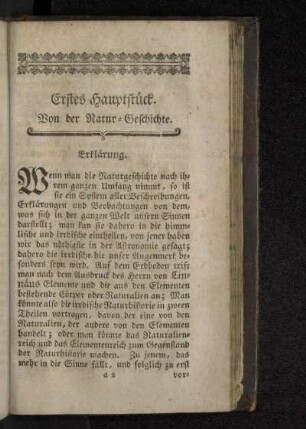 Erstes Hauptstück.
Von der Natur-Geschichte.
Erklärung.
Wenn man die Naturgeschichte nach ih-
rem ganzen Umfang nimmt, so ist
sie ein System aller Beschreibungen,
Erklärungen und Beobachtungen von dem,
was sich in der ganzen Welt unsern Sinnen
darstellt; man kan sie daher in die himm-
lische und irrdische eintheilen, von jener haben
wir das nöthigste in der Astronomie gesagt;
daher die irrdische hie unser Augenmerk be-
sonders seyn wird. Auf dem Erdboden trift
man nach dem Ausdruck des Herrn von Lin-
näus Elemente und die aus den Elementen
bestehende Cörper oder Naturalien an; Man
könnte also die irrdische Naturhistorie in zween
Theilen vortragen, davon der eine von den
Naturalien, der andere von den Elementen
handelt; oder man könnte das Naturalien-
reich und das Elementenreich zum Gegenstand
der Naturhistorie machen. Zu jenem, das
mehr in die Sinne fällt, und folglich zu erst
a 2 vor-